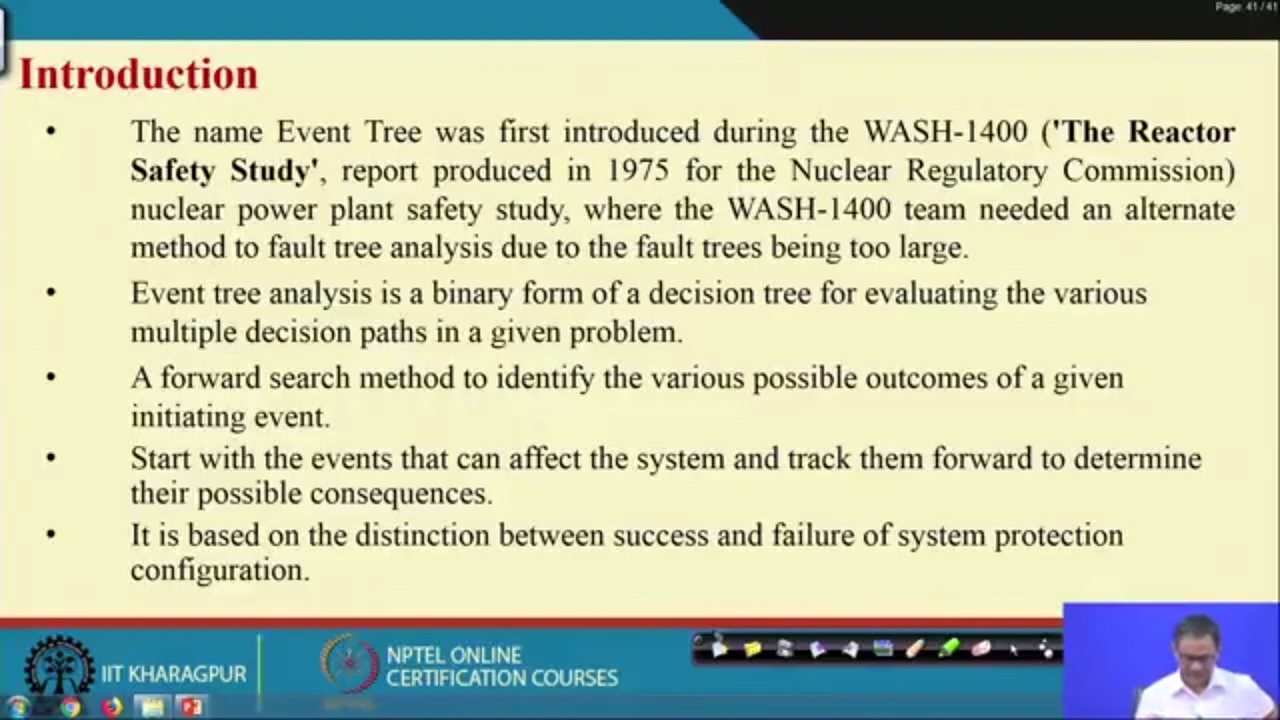 Page: 41 / 41
Introduction
• The name Event Tree was first introduced during the WASH-1400 ('The Reactor
Safety Study', report produced in 1975 for the Nuclear Regulatory Commission)
nuclear power plant safety study, where the WASH-1400 team needed an alternate
method to fault tree analysis due to the fault trees being too large.
• Event tree analysis is a binary form of a decision tree for evaluating the various
multiple decision paths in a given problem.
• A forward search method to identify the various possible outcomes of a given
initiating event.
• Start with the events that can affect the system and track them forward to determine
their possible consequences.
• It is based on the distinction between success and failure of system protection
configuration.
IIT KHARAGPUR
NPTEL ONLINE
CERTIFICATION COURSES